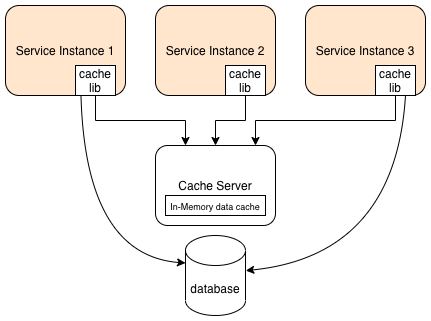 Service Instance 1
cache
lib
Service Instance 2
cache
lib
Service Instance 3
cache
lib
Cache Server
In-Memory data cache
database